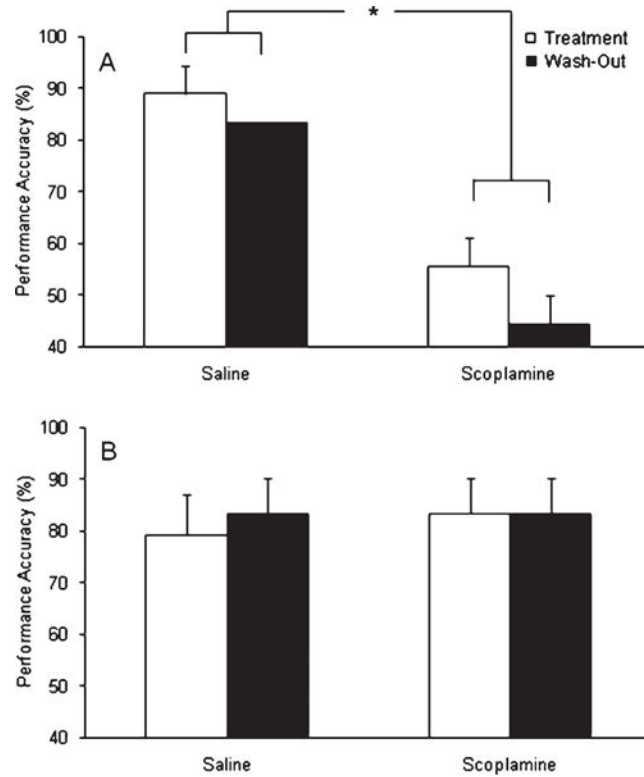 *
Treatment
Wash-Out
A
Performance Accuracy (%)
100
90
80
70
60
50
40
Saline
Scoplamine
B
Performance Accuracy (%)
100
90
80
70
60
50
40
Saline
Scoplamine